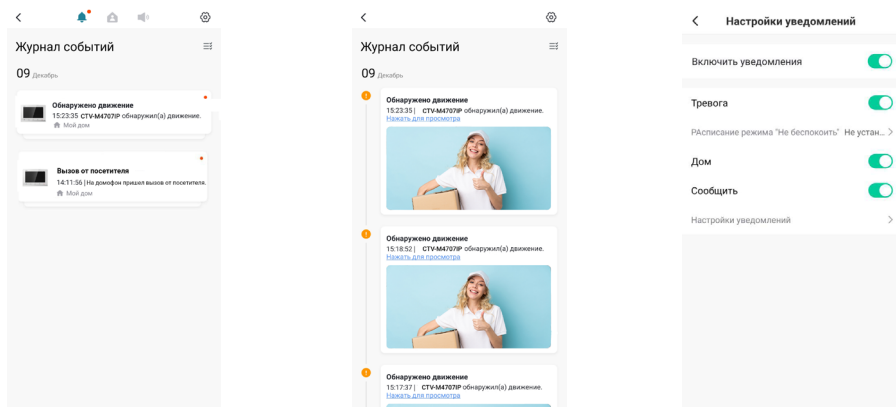 Журнал событий
09 Декабрь
Обнаружено движение
15:23:35 CTV-M4707IP обнаружил(а) движение.
Мой дом
Вызов от посетителя
14:11:56 |На домофон пришел вызов от посетителя.
Мой дом
Журнал событий
09 Декабрь
Обнаружено движение
15:23:35 | CTV-M4707IP обнаружил(а) движение.
Нажать для просмотра
Обнаружено движение
15:18:52 | CTV-M4707IP обнаружил(а) движение.
Нажать для просмотра
Обнаружено движение
15:17:37 | CTV-M4707IP обнаружил(а) движение.
Нажать для просмотра
Настройки уведомлений
Включить уведомления
Тревога
РАсписание режима "Не беспокоить" Не устан...
Дом
Сообщить
Настройки уведомлений